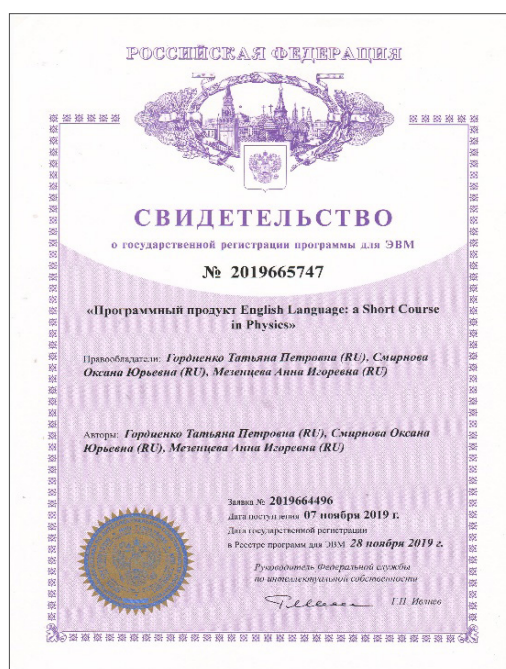 РОССИЙСКАЯ ФЕДЕРАЦИЯ
СВИДЕТЕЛЬСТВО
о государственной регистрации программы для ЭВМ
№ 2019665747
«Программный продукт English Language: a Short Course
in Physics»
Правообладатели: Гордиенко Татьяна Петровна (RU), Смирнова
Оксана Юрьевна (RU), Мезенцева Анна Игоревна (RU)
Авторы: Гордиенко Татьяна Петровна (RU), Смирнова Оксана
Юрьевна (RU), Мезенцева Анна Игоревна (RU)
Заявка № 2019664496
Дата поступления 07 ноября 2019 г.
Дата государственной регистрации
в Реестре программ для ЭВМ 28 ноября 2019 г.
Руководитель Федеральной службы
по интеллектуальной собственности
Г.П. Ивлиев